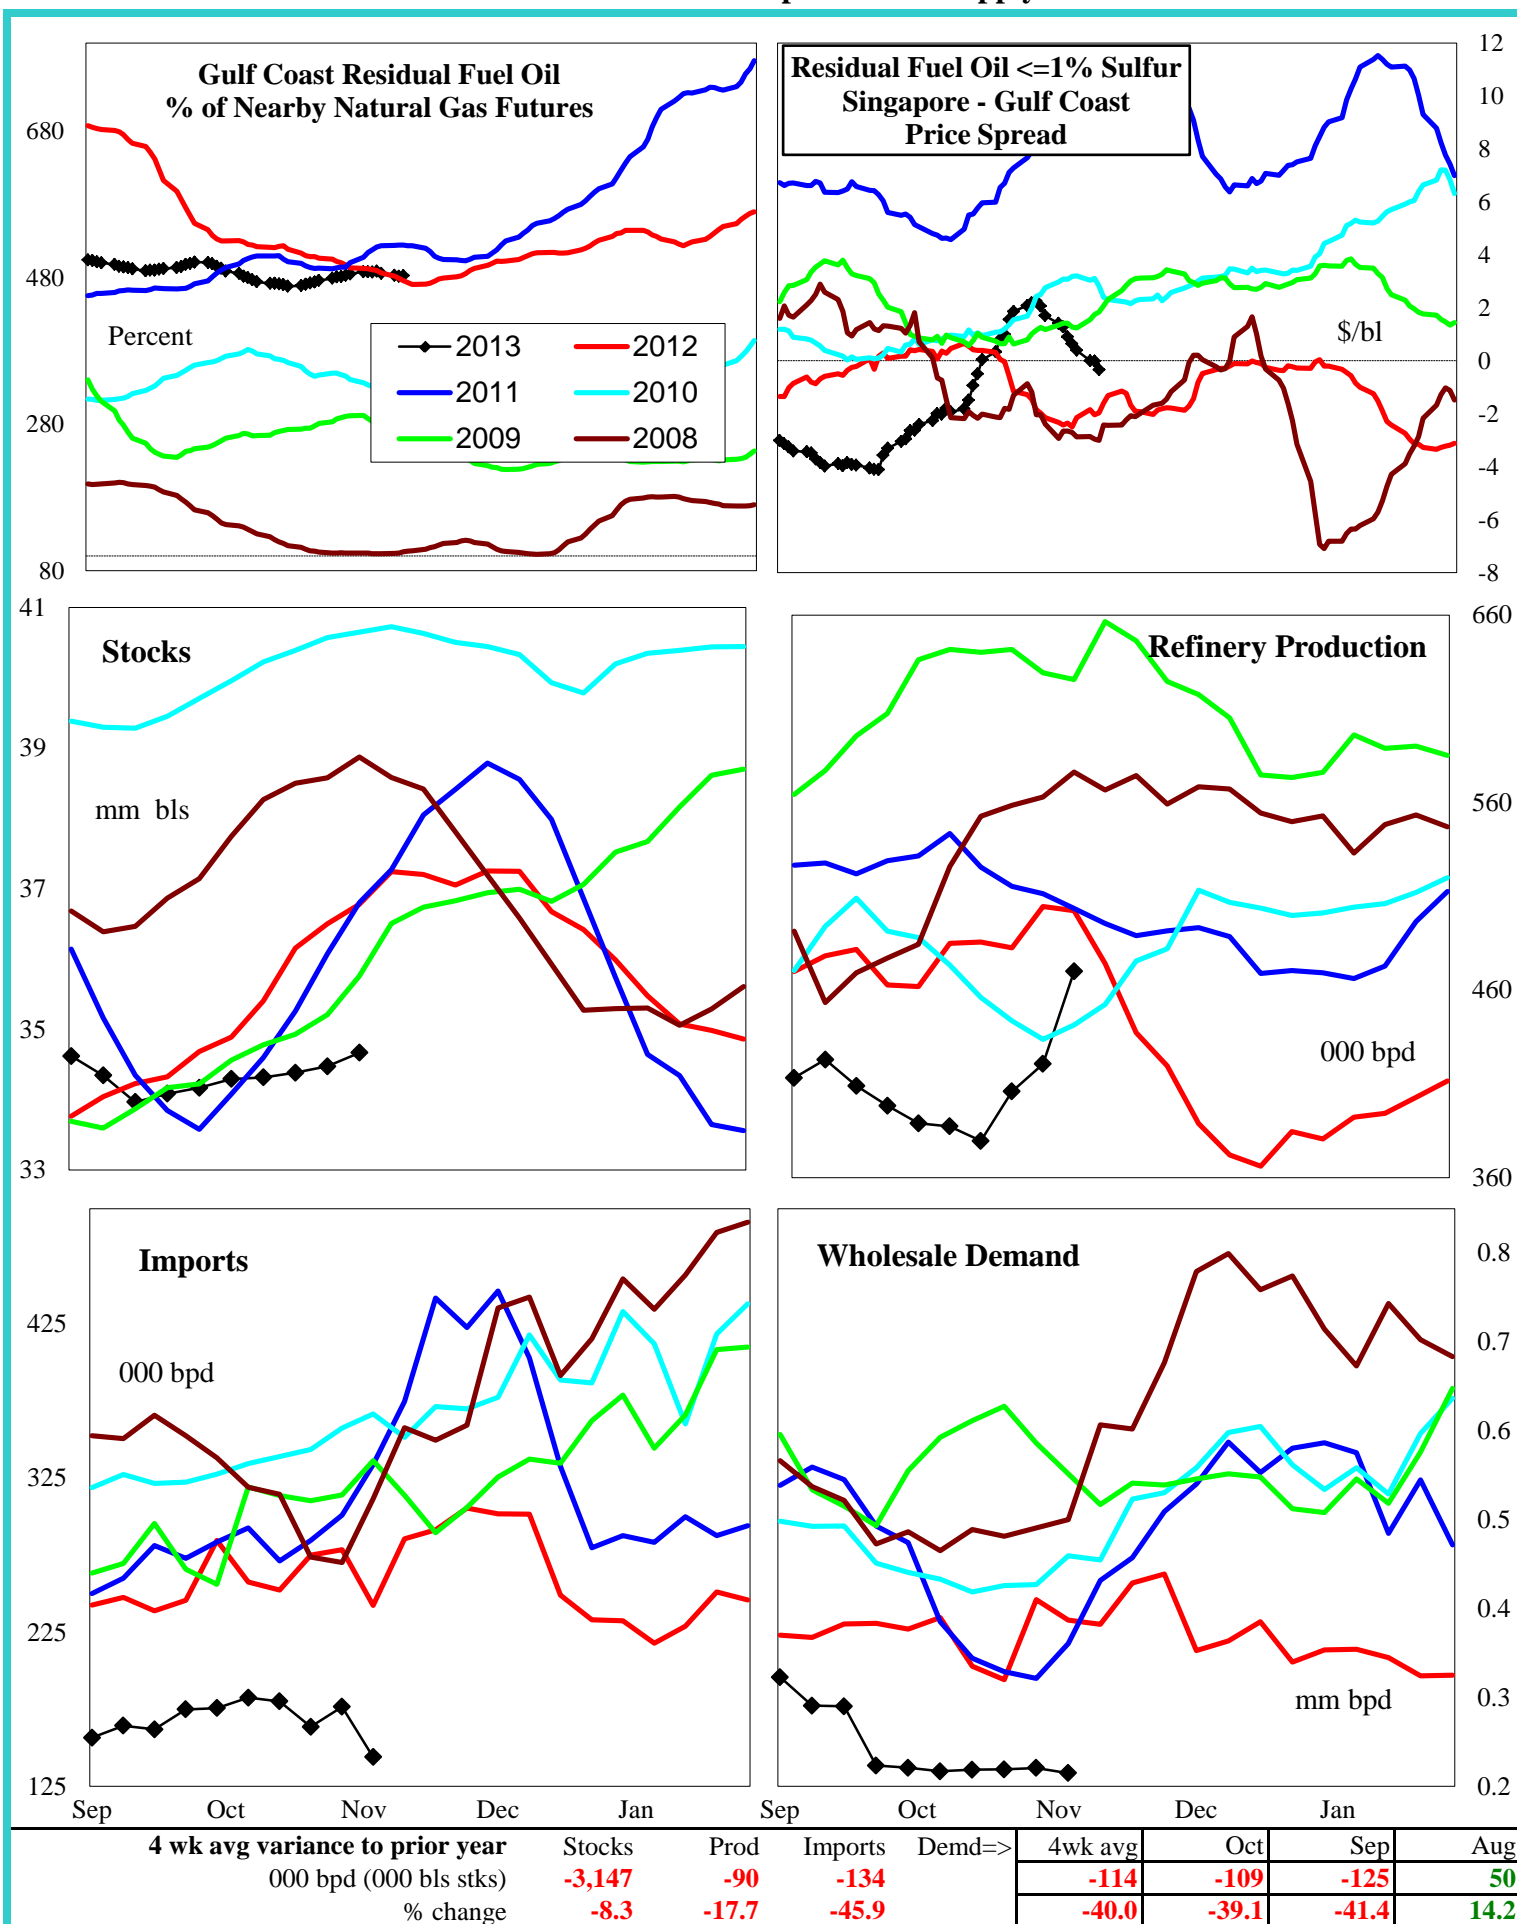 Gulf Coast Residual Fuel Oil
% of Nearby Natural Gas Futures
680
480
280
80
Percent
2013
2012
2011
2010
2009
2008
Residual Fuel Oil <=1% Sulfur
Singapore - Gulf Coast
Price Spread
12
10
8
6
4
2
0
-2
-4
-6
-8
$/bl
Stocks
mm bls
41
39
37
35
33
Refinery Production
000 bpd
660
560
460
360
Imports
000 bpd
425
325
225
125
Sep Oct Nov Dec Jan
Wholesale Demand
mm bpd
0.8
0.7
0.6
0.5
0.4
0.3
0.2
Sep Oct Nov Dec Jan
4 wk avg variance to prior year Stocks Prod Imports Demd=> 4wk avg Oct Sep Aug
000 bpd (000 bls stks) -3,147 -90 -134 -114 -109 -125 50
% change -8.3 -17.7 -45.9 -40.0 -39.1 -41.4 14.2